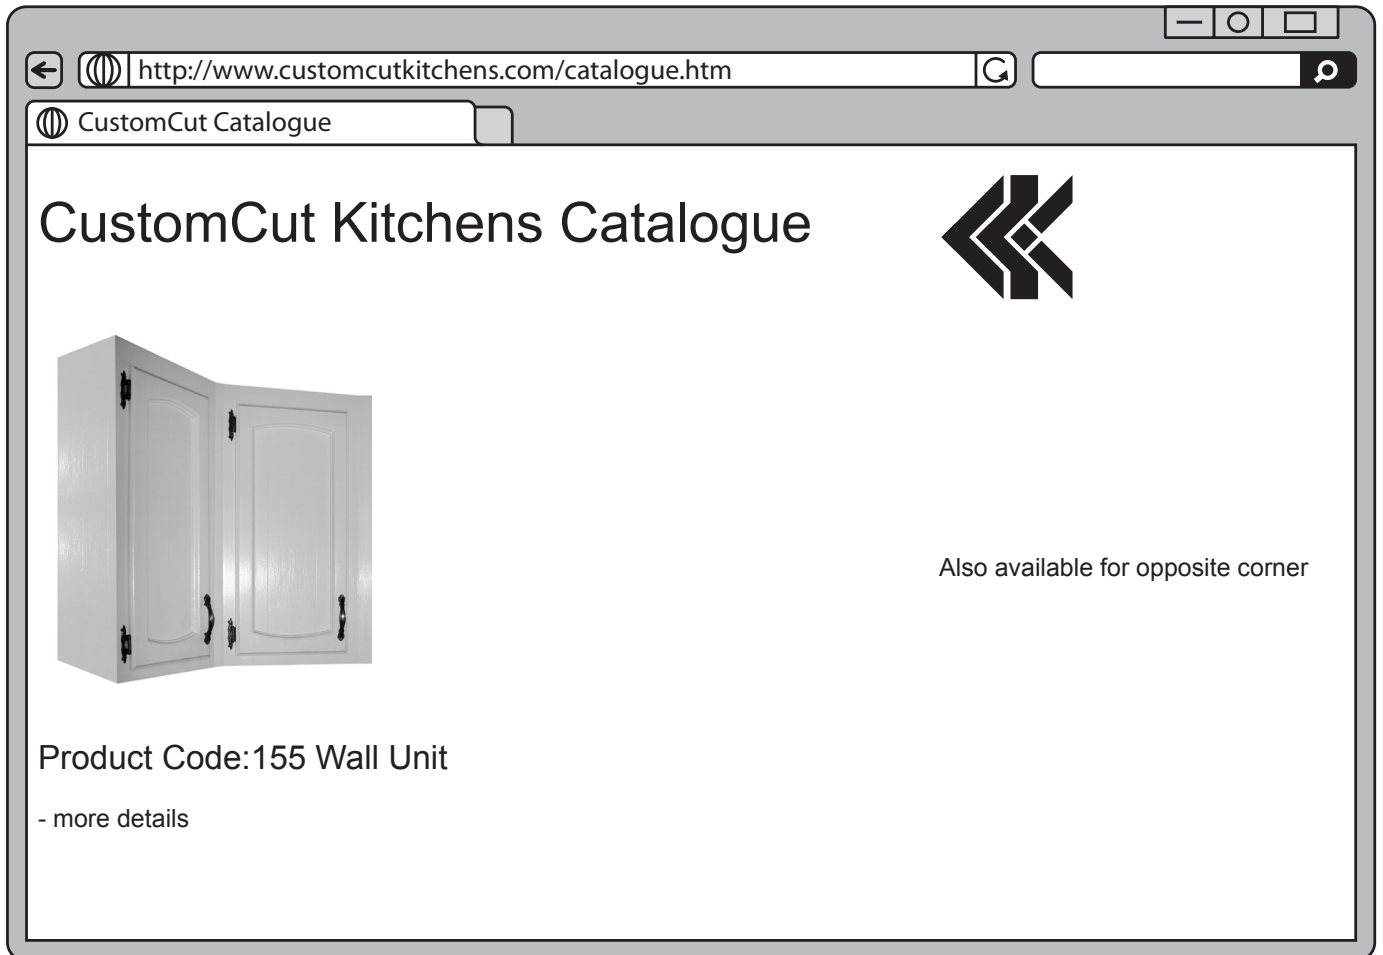 http://www.customcutkitchens.com/catalogue.htm
CustomCut Catalogue
CustomCut Kitchens Catalogue
Also available for opposite corner
Product Code:155 Wall Unit
- more details